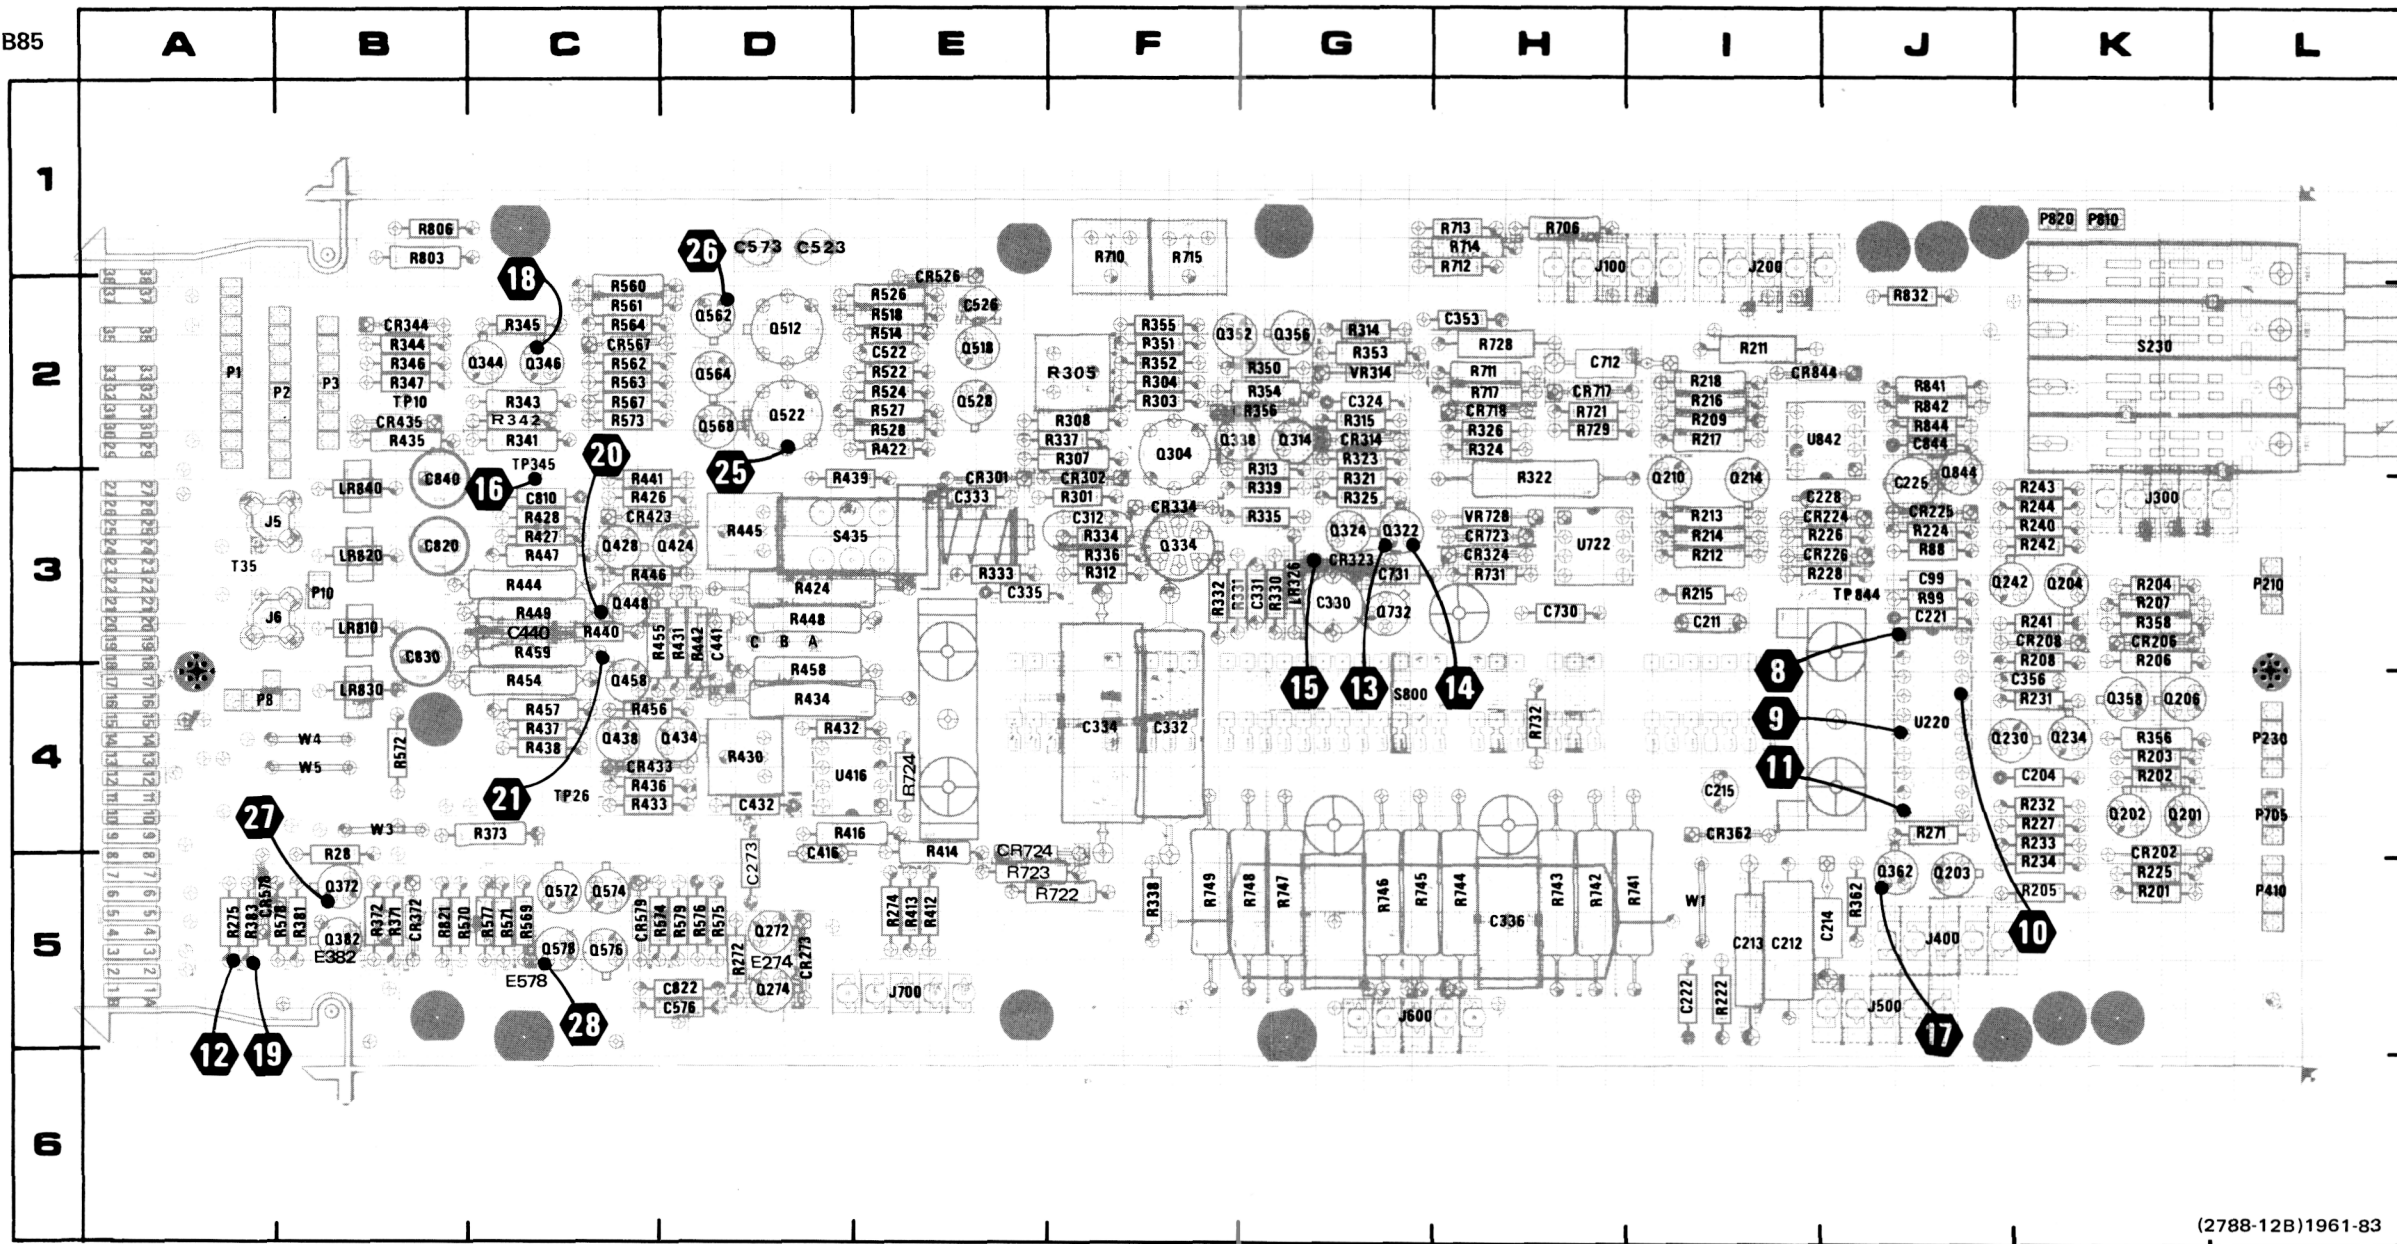 B85 A B C D E F G H I J K L
1
R806 C573 C523 R713 R706 P820 P810
R803 26 R710 R715 R714
R712 J100 J200
18 CR526
R560 R526 C526 R832
R561 Q562 R518
CR344 R345 R564 Q512 R514 R355 Q352 Q356 R314 C353
R344 CR567 C522 Q518 R351 R353 R728 R211 S230
2 P1 P2 P3 R346 Q344 Q346 R562 Q564 R522 R305 R352 R350 VR314 R711 C712 CR844
R347 R563 R524 R304 R354 R717 CR717 R218 R841
TP10 R343 R567 Q522 R527 Q528 R303 R356 C324 CR718 R721 R216 R842
CR435 R342 R573 Q568 R528 R308 R315 R326 R729 R209 R844
R435 R341 R422 R337 Q304 Q338 Q314 CR314 R324 R217 U842 C844
20 R307 R323
TP345 25 R313
16 LR840 C840 R441 R439 CR301 CR302 R321 R322 Q210 Q214 C225 Q844
C810 R426 C333 R301 R339 R325 C228 R243 J300
J5 R428 CR423 R445 S435 C312 CR334 R335 Q324 Q322 VR728 R213 CR224 CR225 R244
R427 R334 CR723 U722 R214 R226 R224 R240
3 T35 LR820 C820 R447 Q428 Q424 R336 Q334 CR323 CR324 R212 CR226 R88 R242
R446 R333 R312 C731 R731 R228
P10 R444 R424 C335 R332 R331 C331 R330 LR326 C330 Q732 R215 TP844 C99 Q242 Q204 R204 P210
J6 R449 Q448 R448 C730 C211 R99 R207
LR810 C440 R440 R455 R431 R442 C441 C B A C221 R241 R358
C830 R459 8 CR208 CR206
R454 Q458 R458 15 13 14 S800 R208 R206
P8 LR830 R434 C356
R457 R456 R732 9 U220 R231 Q358 Q206
4 W4 R572 R437 Q438 Q434 R430 R432 R724 C334 C332 Q230 Q234 R356 P230
W5 R438 CR433 U416 11 R203
21 TP26 R436 C215 C204 R202
27 R433 C432 R232 Q202 Q201 P705
W3 R373 R416 CR362 R271 R227
R28 C273 C416 R414 CR724 R233 CR202
Q372 Q572 Q574 R723 Q362 Q203 R234 R225
R722 R205 R201 P410
5 R275 R383 CR578 R578 R381 R372 R371 CR372 R821 R570 R577 R571 R569 CR579 R574 R579 R576 R575 Q272 R274 R413 R412 R338 R749 R748 R747 R746 R745 R744 R743 R742 R741 W1 R362
Q382 Q578 Q576 R272 E274 CR273 C336 C213 C212 C214 J400 10
E382 E578 C822 Q274 J700 C222 R222
C576 J600 J500
28 17
12 19
6
(2788-12B)1961-83